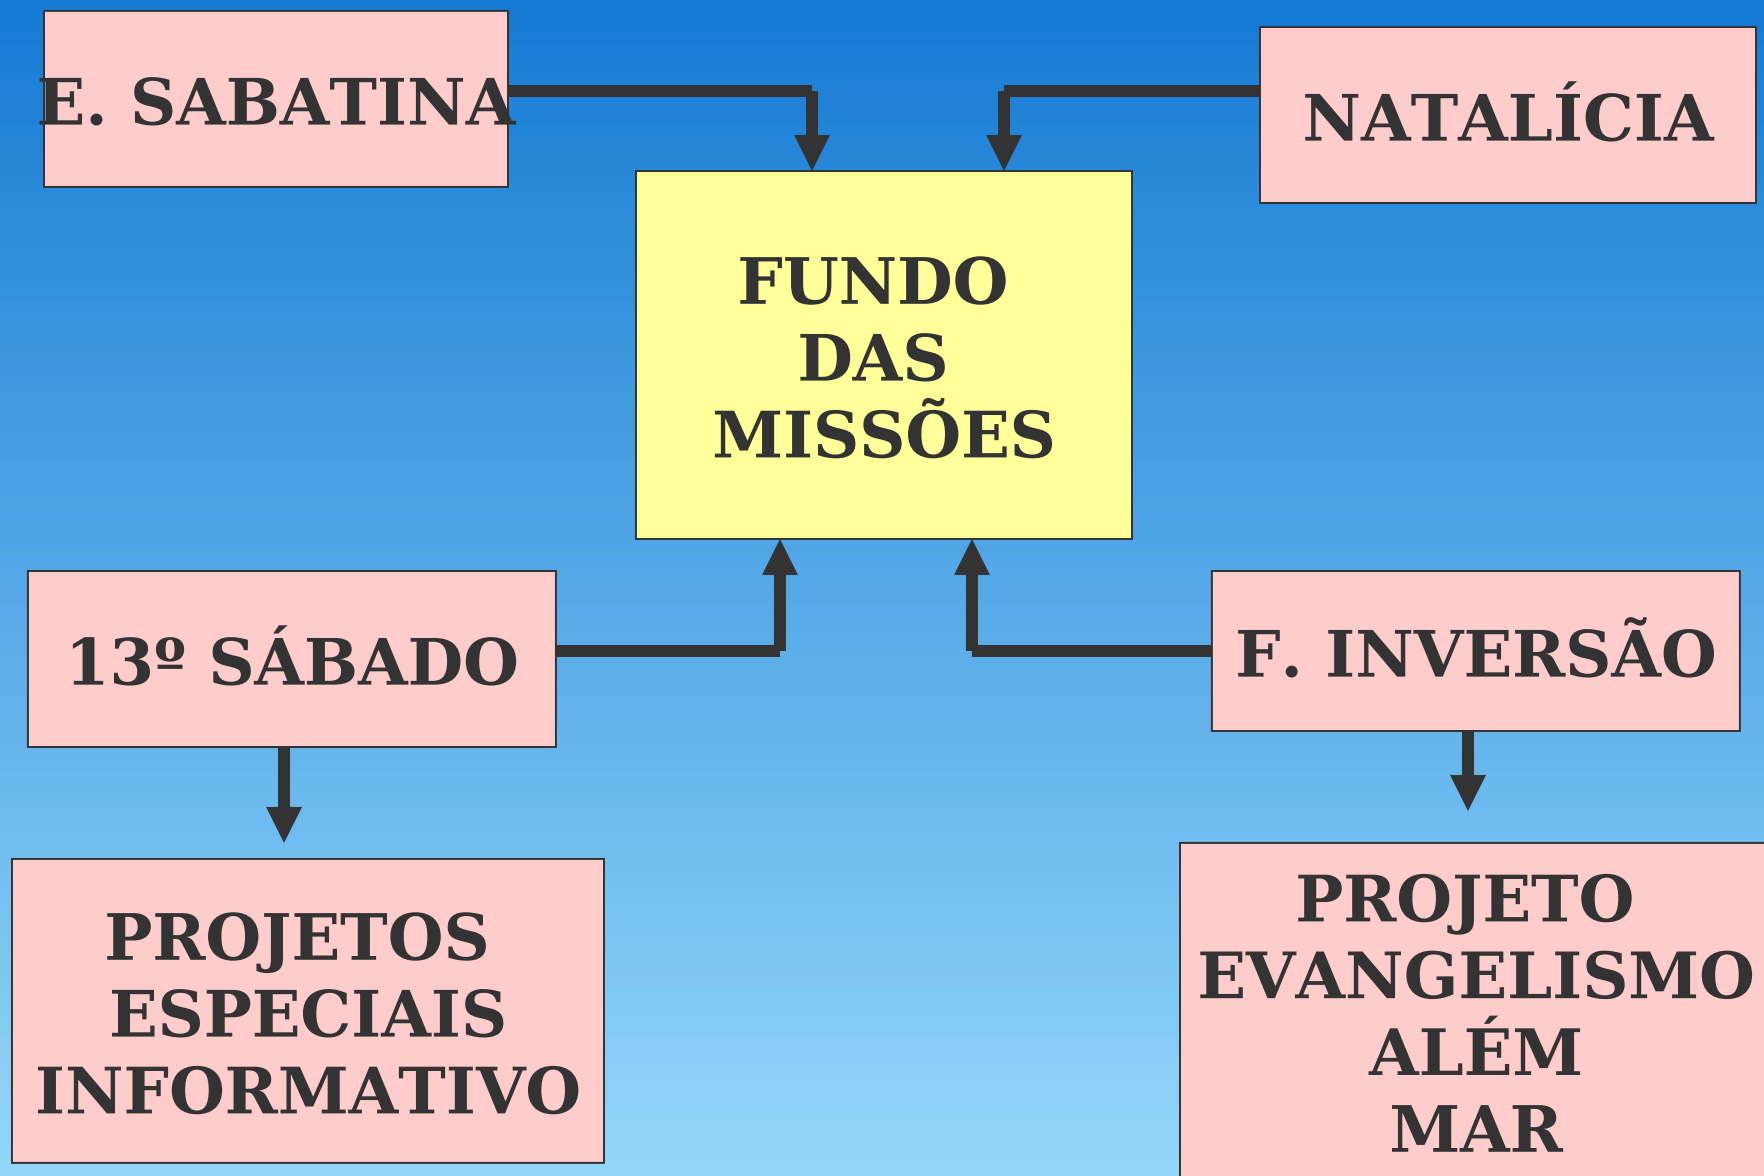 E. SABATINA
NATALÍCIA
FUNDO
DAS
MISSÕES
13º SÁBADO
F. INVERSÃO
PROJETOS
ESPECIAIS
INFORMATIVO
PROJETO
EVANGELISMO
ALÉM
MAR